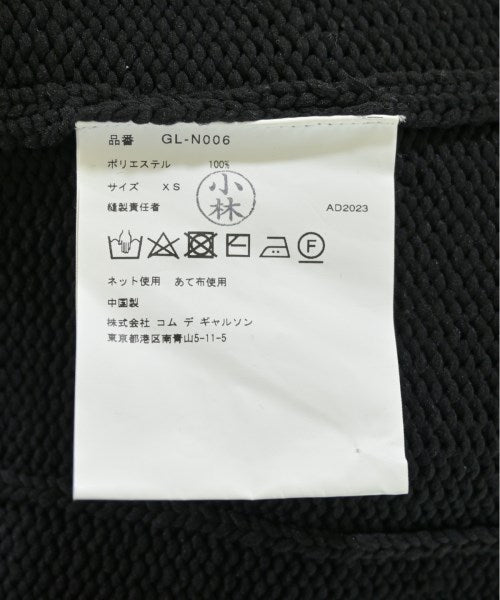 品番 GL-N006
ポリエステル 100%
サイズ XS
小林
縫製責任者 AD2023
F
ネット使用 あて布使用
中国製
株式会社 コム デ ギャルソン
東京都港区南青山5-11-5